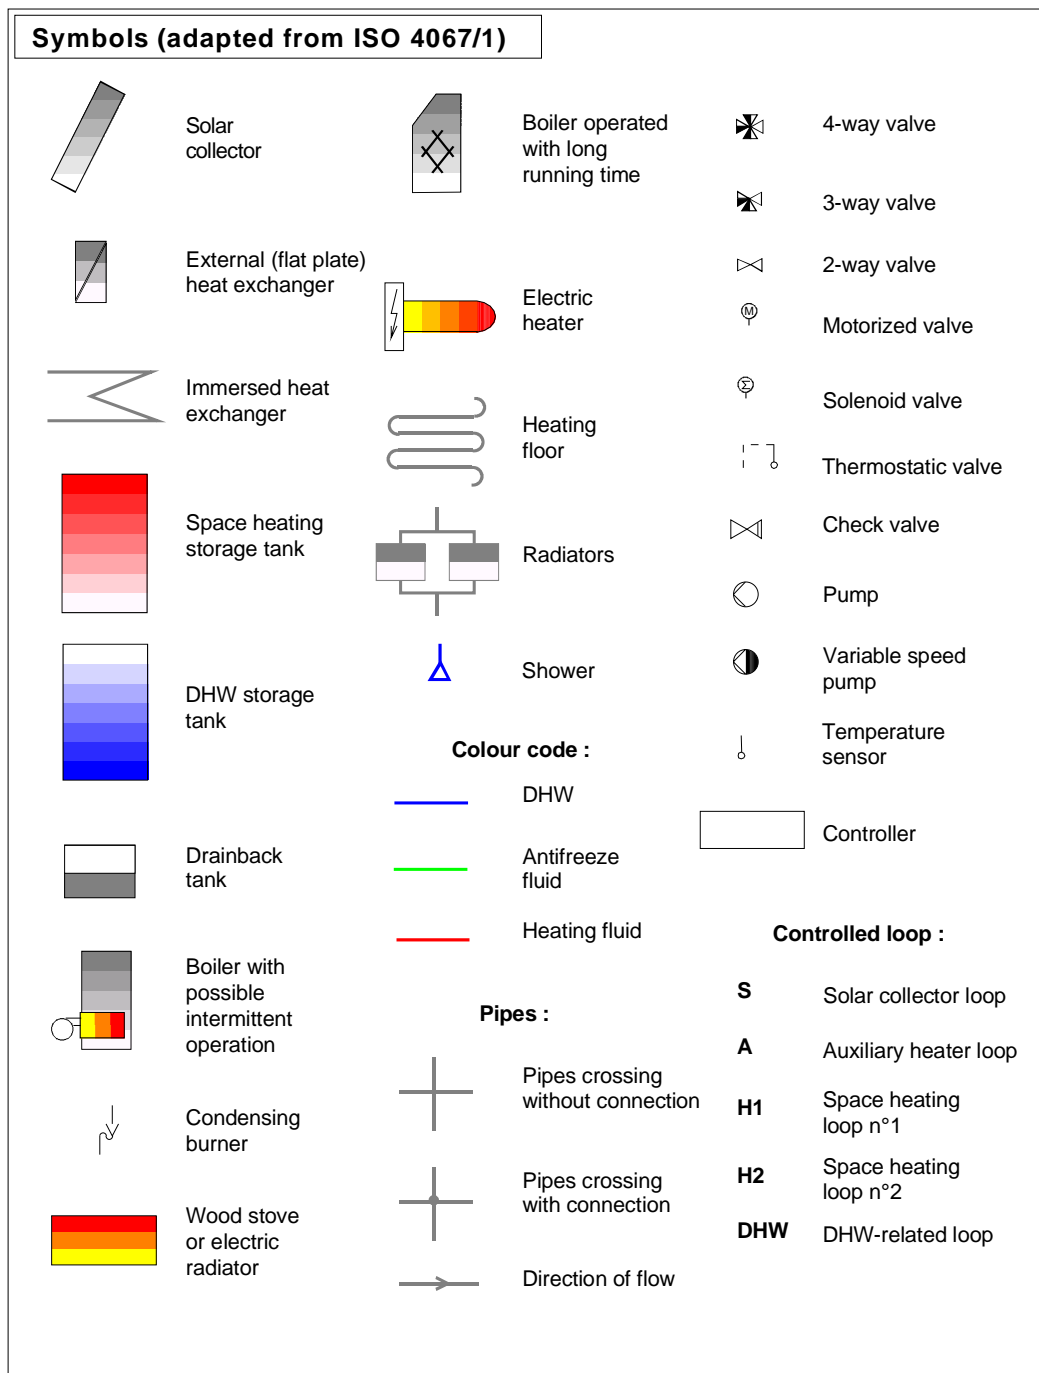 Symbols (adapted from ISO 4067/1)
Solar
collector
External (flat plate)
heat exchanger
Immersed heat
exchanger
Space heating
storage tank
DHW storage
tank
Drainback
tank
Boiler with
possible
intermittent
operation
Condensing
burner
Wood stove
or electric
radiator
Boiler operated
with long
running time
Electric
heater
Heating
floor
Radiators
Shower
Colour code :
DHW
Antifreeze
fluid
Heating fluid
Pipes :
Pipes crossing
without connection
Pipes crossing
with connection
Direction of flow
4-way valve
3-way valve
2-way valve
M
Motorized valve
Σ
Solenoid valve
Thermostatic valve
Check valve
Pump
Variable speed
pump
Temperature
sensor
Controller
Controlled loop :
S Solar collector loop
A Auxiliary heater loop
H1 Space heating
loop n°1
H2 Space heating
loop n°2
DHW DHW-related loop